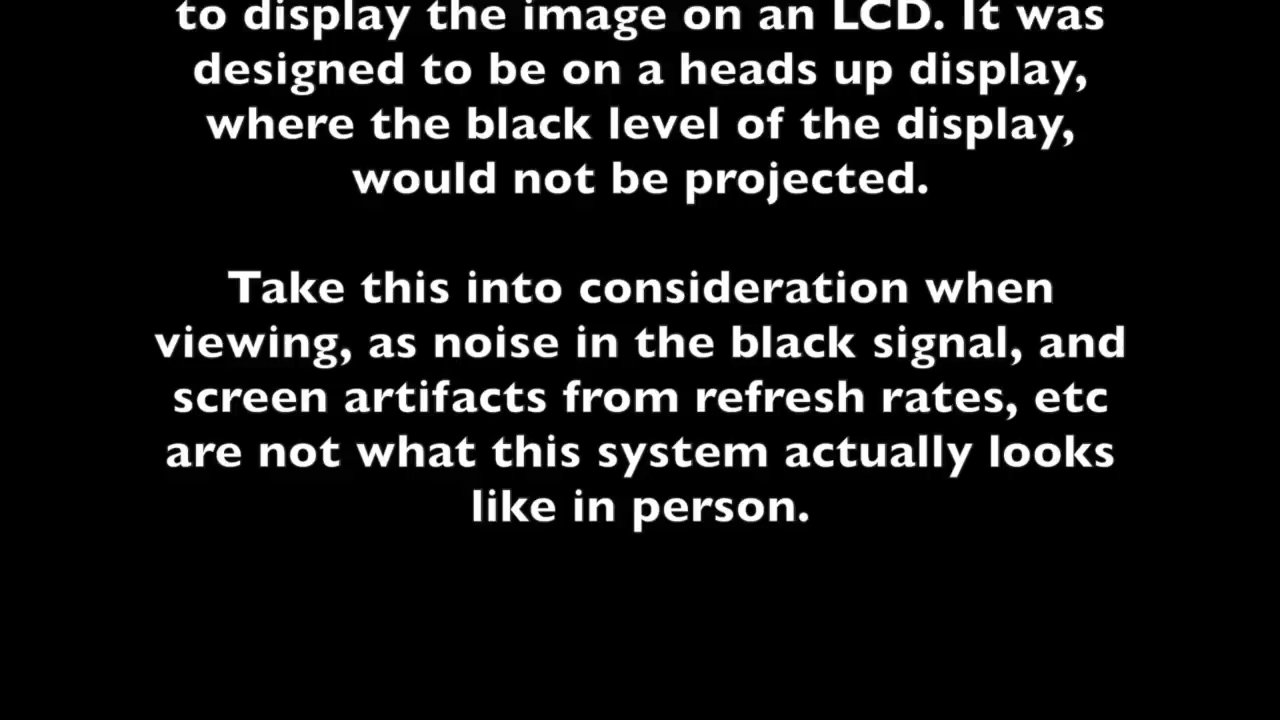 to display the image on an LCD. It was
designed to be on a heads up display,
where the black level of the display,
would not be projected.
Take this into consideration when
viewing, as noise in the black signal, and
screen artifacts from refresh rates, etc
are not what this system actually looks
like in person.